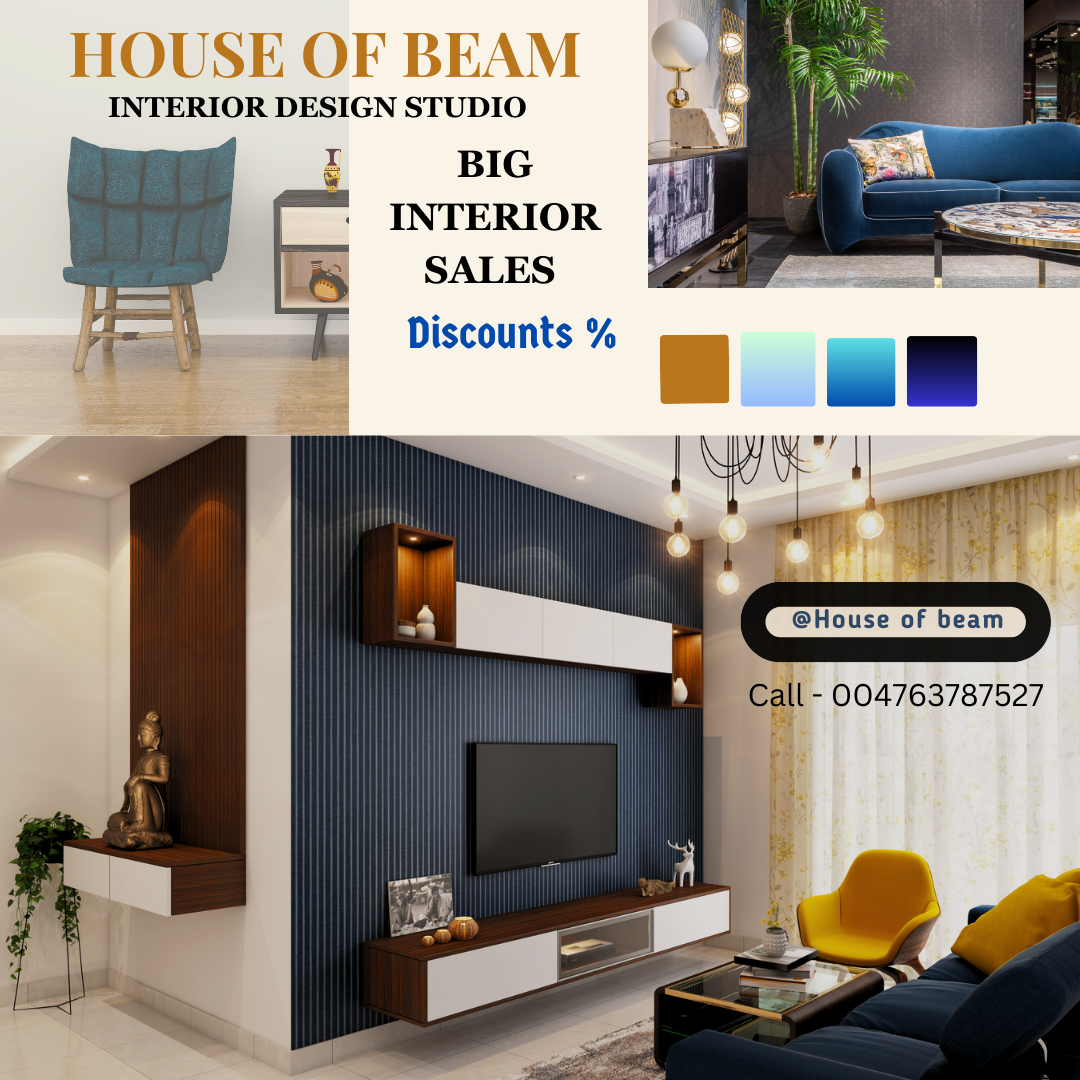 HOUSE OF BEAM
INTERIOR DESIGN STUDIO
BIG
INTERIOR
SALES
Discounts %
@House of beam
Call - 004763787527